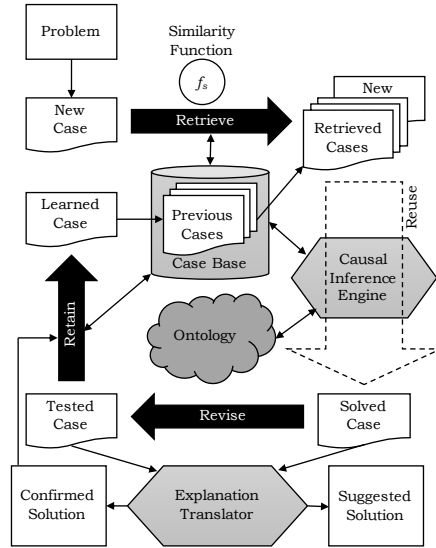 Problem
Similarity
Function
fs
New
Case
Retrieve
New
Retrieved
Cases
Learned
Case
Previous
Cases
Case Base
Reuse
Causal
Inference
Engine
Retain
Ontology
Tested
Case
Revise
Solved
Case
Confirmed
Solution
Explanation
Translator
Suggested
Solution